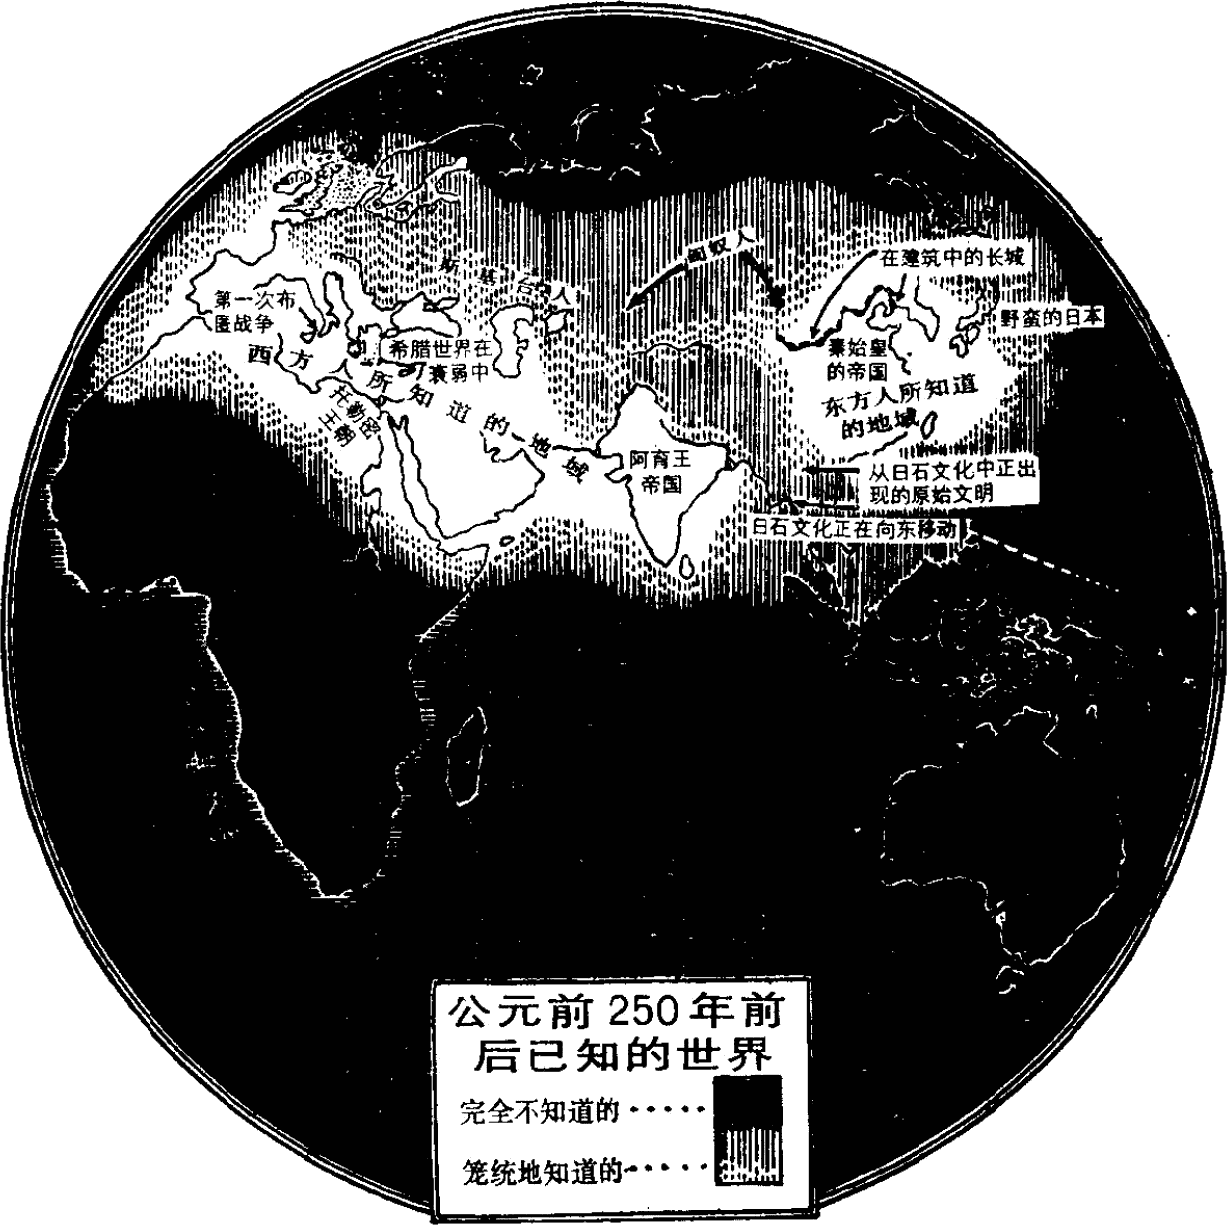 匈奴人
在建筑中的长城
斯基台人
第一次布
匿战争
野蛮的日本
希腊世界在
衰弱中
秦始皇
的帝国
西方人所知道的地域
东方人所知道
的地域
托勒密
王朝
阿育王
帝国
从日石文化中正出
现的原始文明
日石文化正在向东移动
公元前250年前
后已知的世界
完全不知道的·····
笼统地知道的·····